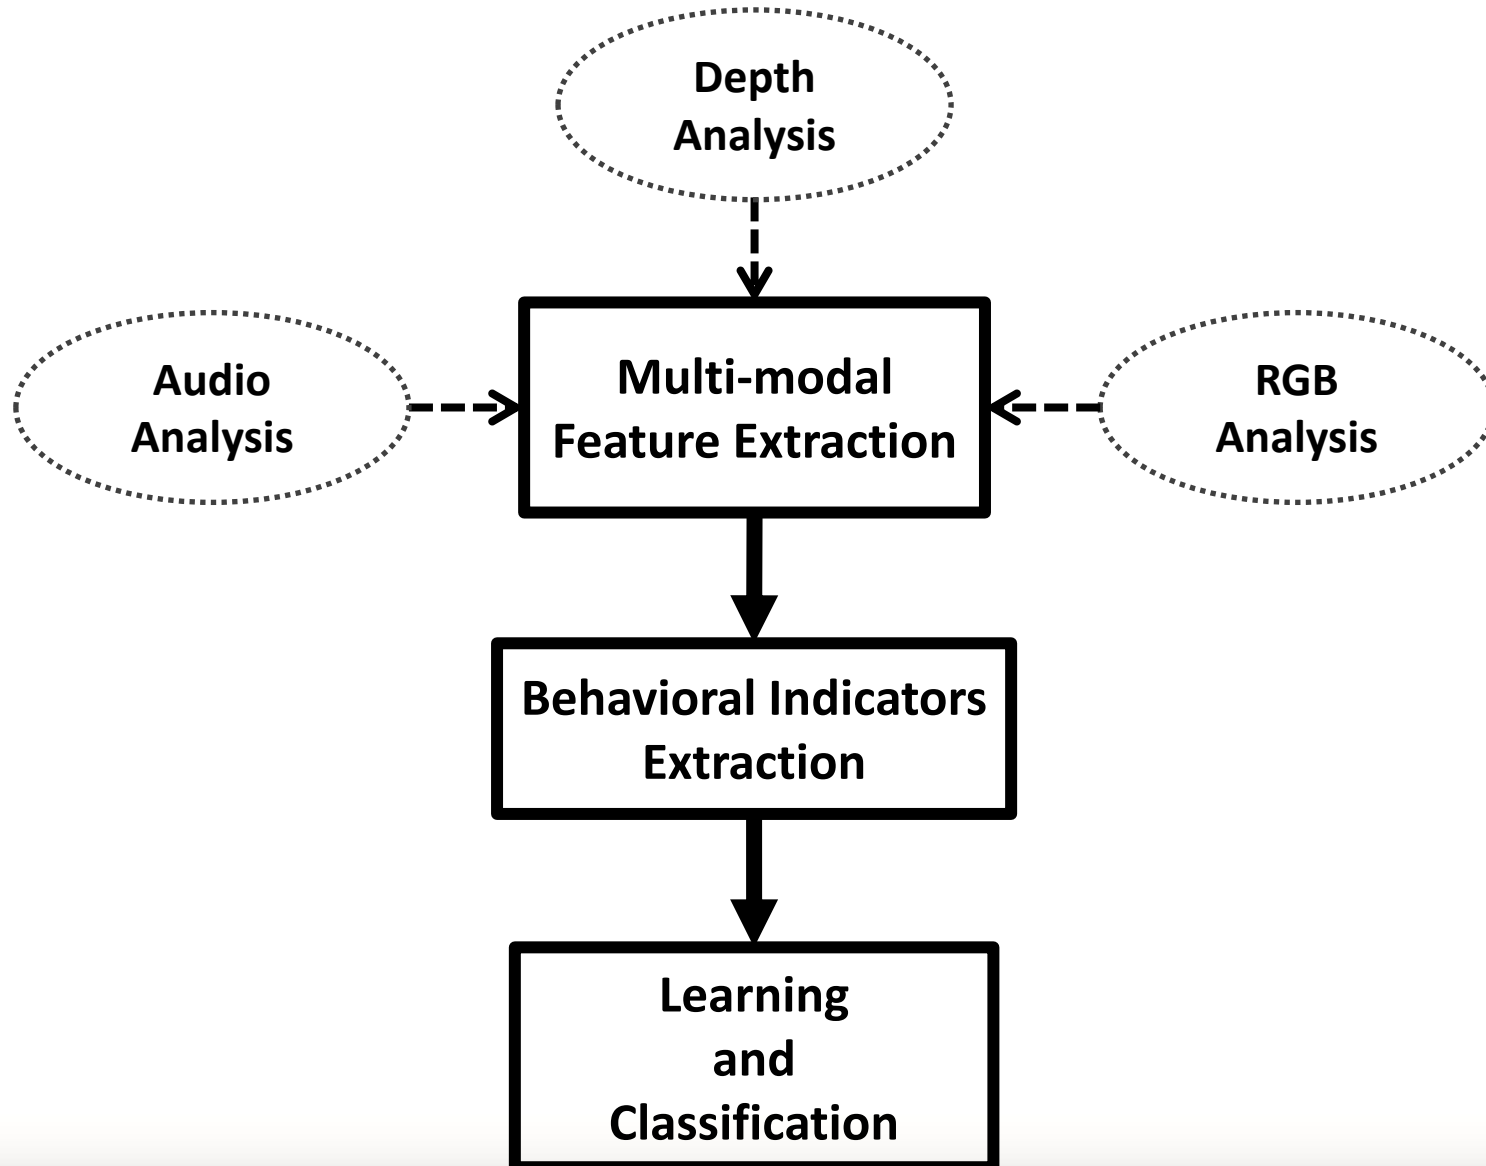 Depth
Analysis
Audio
Analysis
Multi-modal
Feature Extraction
RGB
Analysis
Behavioral Indicators
Extraction
Learning
and
Classification